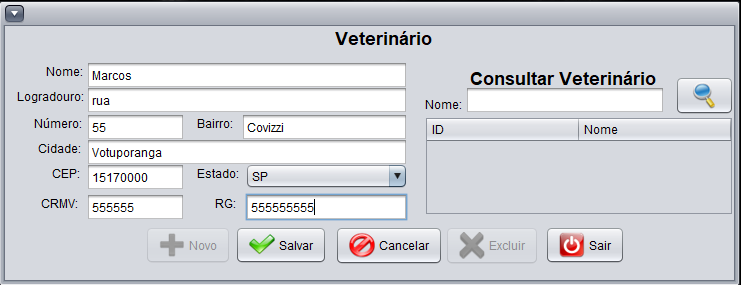 Veterinário
Nome: Marcos
Logradouro: rua
Número: 55 Bairro: Covizzi
Cidade: Votuporanga
CEP: 15170000 Estado: SP
CRMV: 555555 RG: 555555555
Consultar Veterinário
Nome:
ID Nome
Novo Salvar Cancelar Excluir Sair